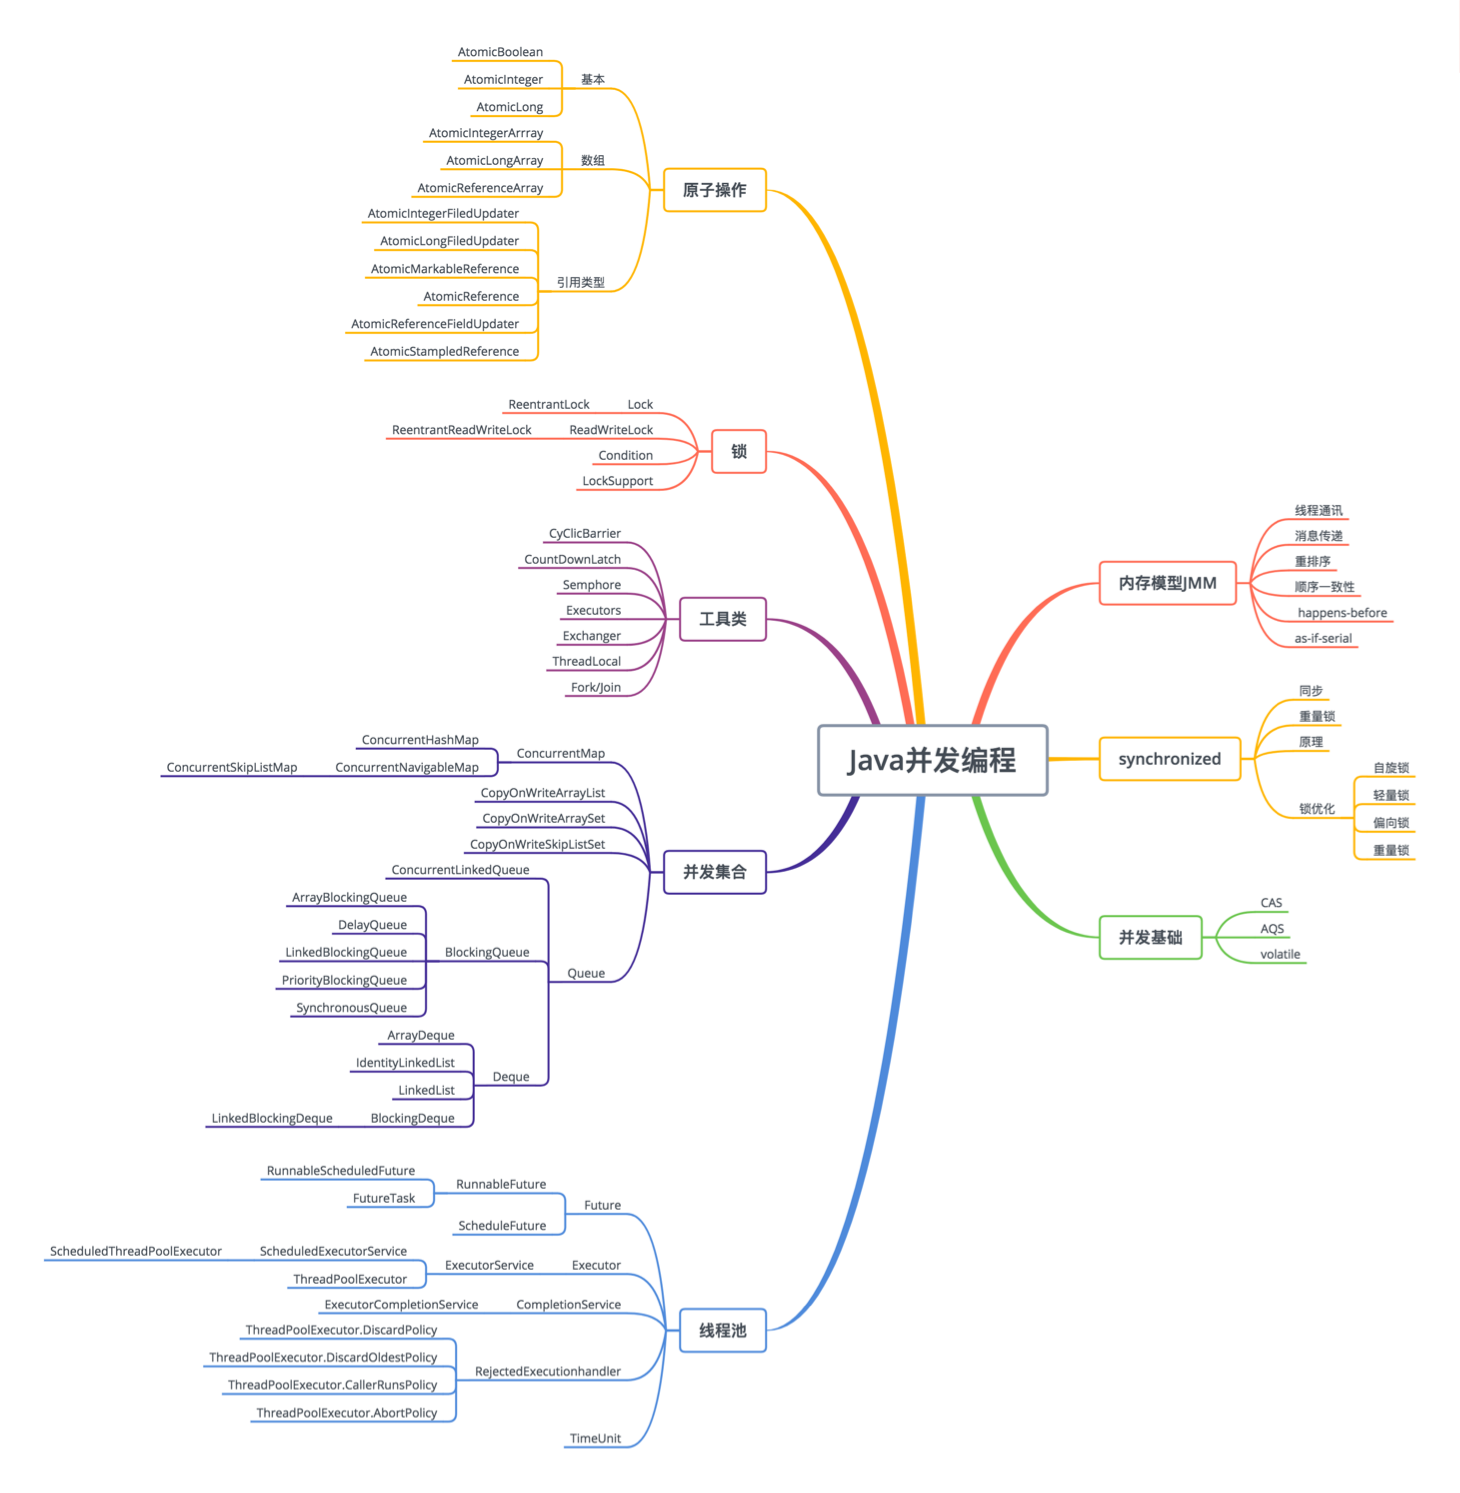 Java并发编程
原子操作
基本
AtomicBoolean
AtomicInteger
AtomicLong
数组
AtomicIntegerArrray
AtomicLongArray
AtomicReferenceArray
引用类型
AtomicIntegerFiledUpdater
AtomicLongFiledUpdater
AtomicMarkableReference
AtomicReference
AtomicReferenceFieldUpdater
AtomicStampledReference
锁
Lock
ReentrantLock
ReadWriteLock
ReentrantReadWriteLock
Condition
LockSupport
工具类
CyClicBarrier
CountDownLatch
Semphore
Executors
Exchanger
ThreadLocal
Fork/Join
并发集合
ConcurrentMap
ConcurrentHashMap
ConcurrentNavigableMap
ConcurrentSkipListMap
CopyOnWriteArrayList
CopyOnWriteArraySet
CopyOnWriteSkipListSet
Queue
ConcurrentLinkedQueue
BlockingQueue
ArrayBlockingQueue
DelayQueue
LinkedBlockingQueue
PriorityBlockingQueue
SynchronousQueue
Deque
ArrayDeque
IdentityLinkedList
LinkedList
BlockingDeque
LinkedBlockingDeque
线程池
Future
RunnableFuture
RunnableScheduledFuture
FutureTask
ScheduleFuture
Executor
ExecutorService
ScheduledExecutorService
ScheduledThreadPoolExecutor
ThreadPoolExecutor
CompletionService
ExecutorCompletionService
RejectedExecutionhandler
ThreadPoolExecutor.DiscardPolicy
ThreadPoolExecutor.DiscardOldestPolicy
ThreadPoolExecutor.CallerRunsPolicy
ThreadPoolExecutor.AbortPolicy
TimeUnit
内存模型JMM
线程通讯
消息传递
重排序
顺序一致性
happens-before
as-if-serial
synchronized
同步
重量锁
原理
锁优化
自旋锁
轻量锁
偏向锁
重量锁
并发基础
CAS
AQS
volatile